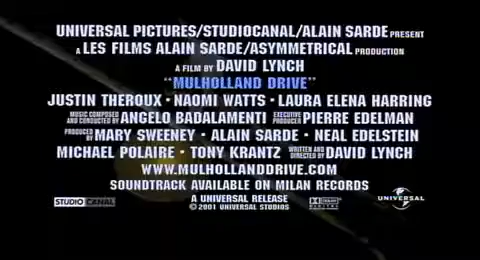 UNIVERSAL PICTURES/STUDIOCANAL/ALAIN SARDE PRESENT
A LES FILMS ALAIN SARDE/ASYMMETRICAL PRODUCTION
A FILM BY DAVID LYNCH
"MULHOLLAND DRIVE"
JUSTIN THEROUX · NAOMI WATTS · LAURA ELENA HARRING
MUSIC COMPOSED AND CONDUCTED BY ANGELO BADALAMENTI EXECUTIVE PRODUCER PIERRE EDELMAN
PRODUCED BY MARY SWEENEY · ALAIN SARDE · NEAL EDELSTEIN
MICHAEL POLAIRE · TONY KRANTZ WRITTEN AND DIRECTED BY DAVID LYNCH
WWW.MULHOLLANDDRIVE.COM
SOUNDTRACK AVAILABLE ON MILAN RECORDS
STUDIO CANAL
A UNIVERSAL RELEASE
© 2001 UNIVERSAL STUDIOS
DOLBY DIGITAL
UNIVERSAL